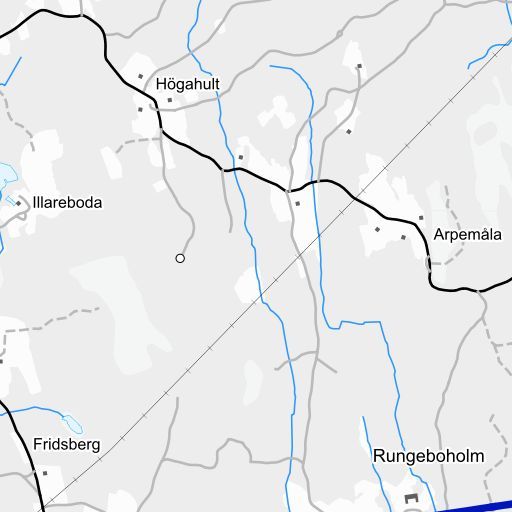 Högahult
Illareboda
Arpemåla
Fridsberg
Rungeboholm